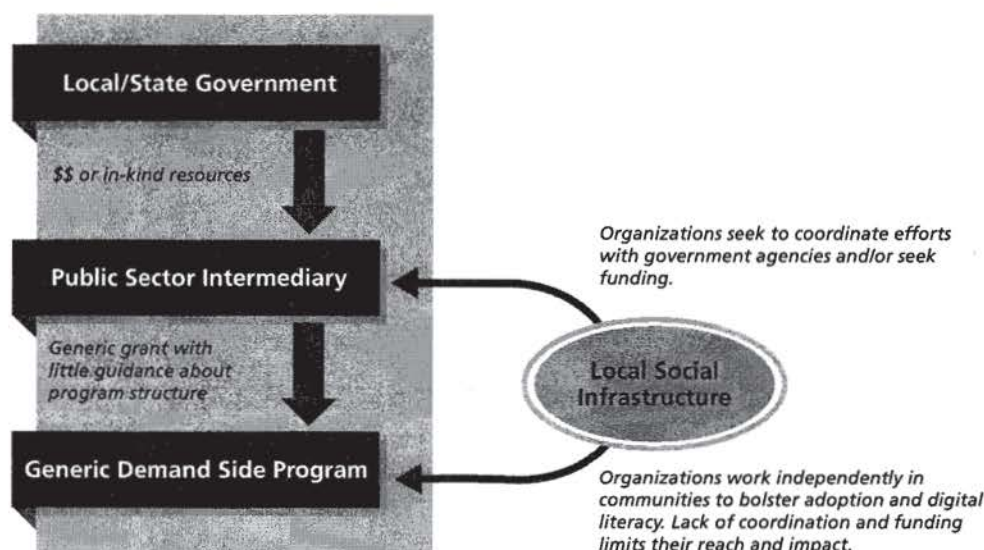 Local/State Government
$$ or in-kind resources
Public Sector Intermediary
Generic grant with
little guidance about
program structure
Generic Demand Side Program
Organizations seek to coordinate efforts
with government agencies and/or seek
funding.
Local Social
Infrastructure
Organizations work independently in
communities to bolster adoption and digital
literacy. Lack of coordination and funding
limits their reach and impact.